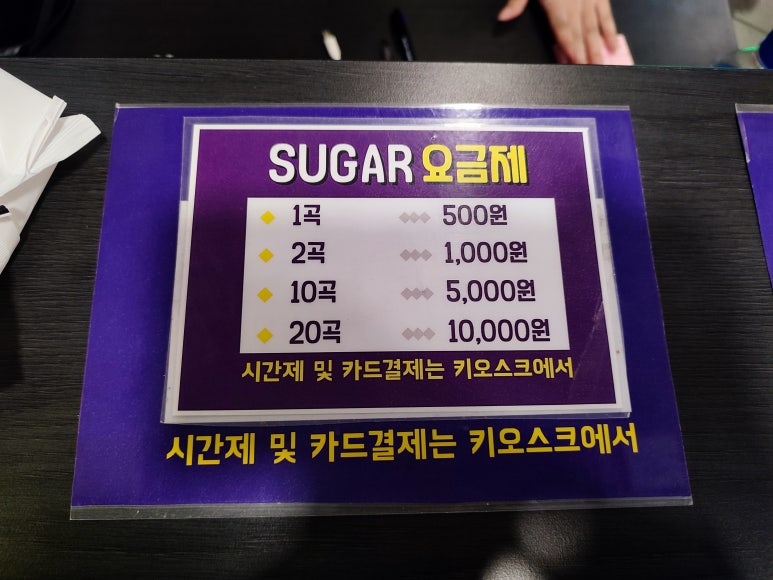 SUGAR 요금제
1곡 500원
2곡 1,000원
10곡 5,000원
20곡 10,000원
시간제 및 카드결제는 키오스크에서
시간제 및 카드결제는 키오스크에서